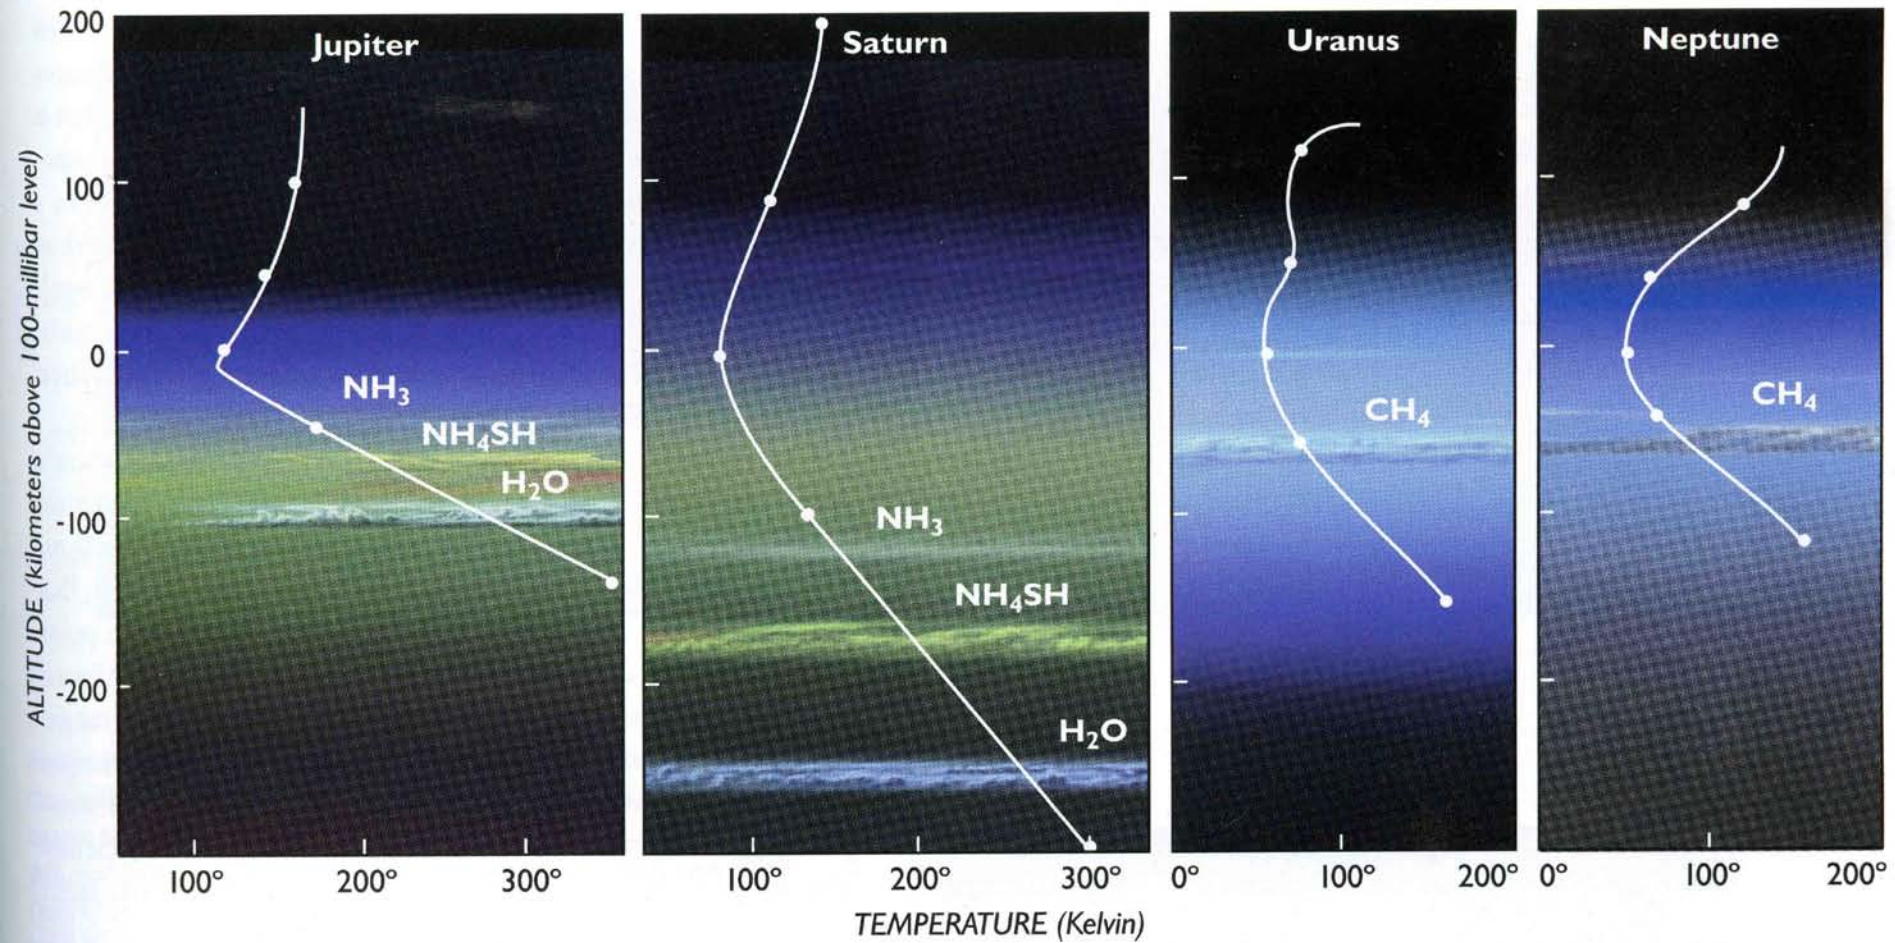 Jupiter
Saturn
Uranus
Neptune
200
100
0
-100
-200
ALTITUDE (kilometers above 100-millibar level)
NH₃
NH₄SH
H₂O
NH₃
NH₄SH
H₂O
CH₄
CH₄
100° 200° 300°
100° 200° 300°
0° 100° 200°
0° 100° 200°
TEMPERATURE (Kelvin)